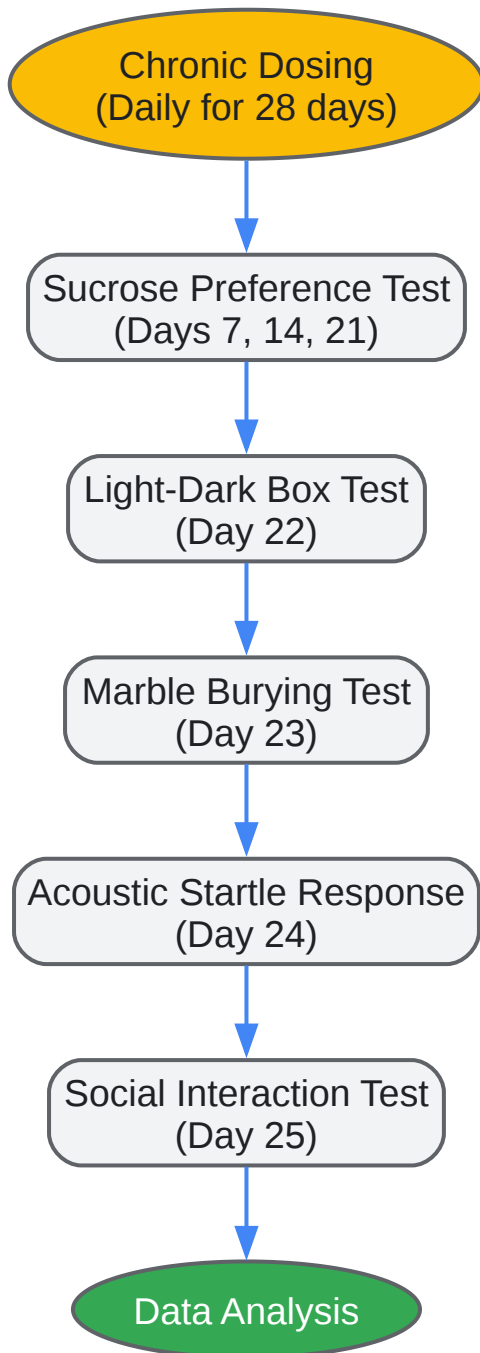 Chronic Dosing
(Daily for 28 days)
Sucrose Preference Test
(Days 7, 14, 21)
Light-Dark Box Test
(Day 22)
Marble Burying Test
(Day 23)
Acoustic Startle Response
(Day 24)
Social Interaction Test
(Day 25)
Data Analysis